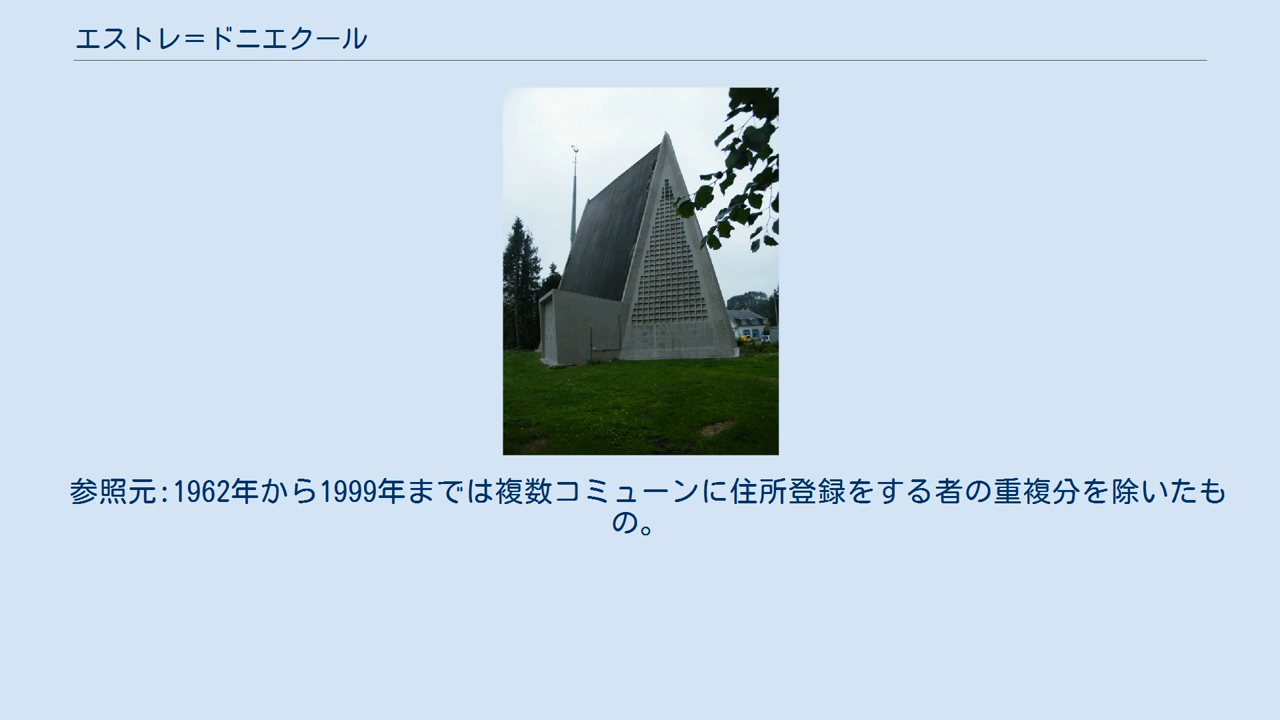 エストレ＝ドニエクール
参照元:1962年から1999年までは複数コミューンに住所登録をする者の重複分を除いたも
の。